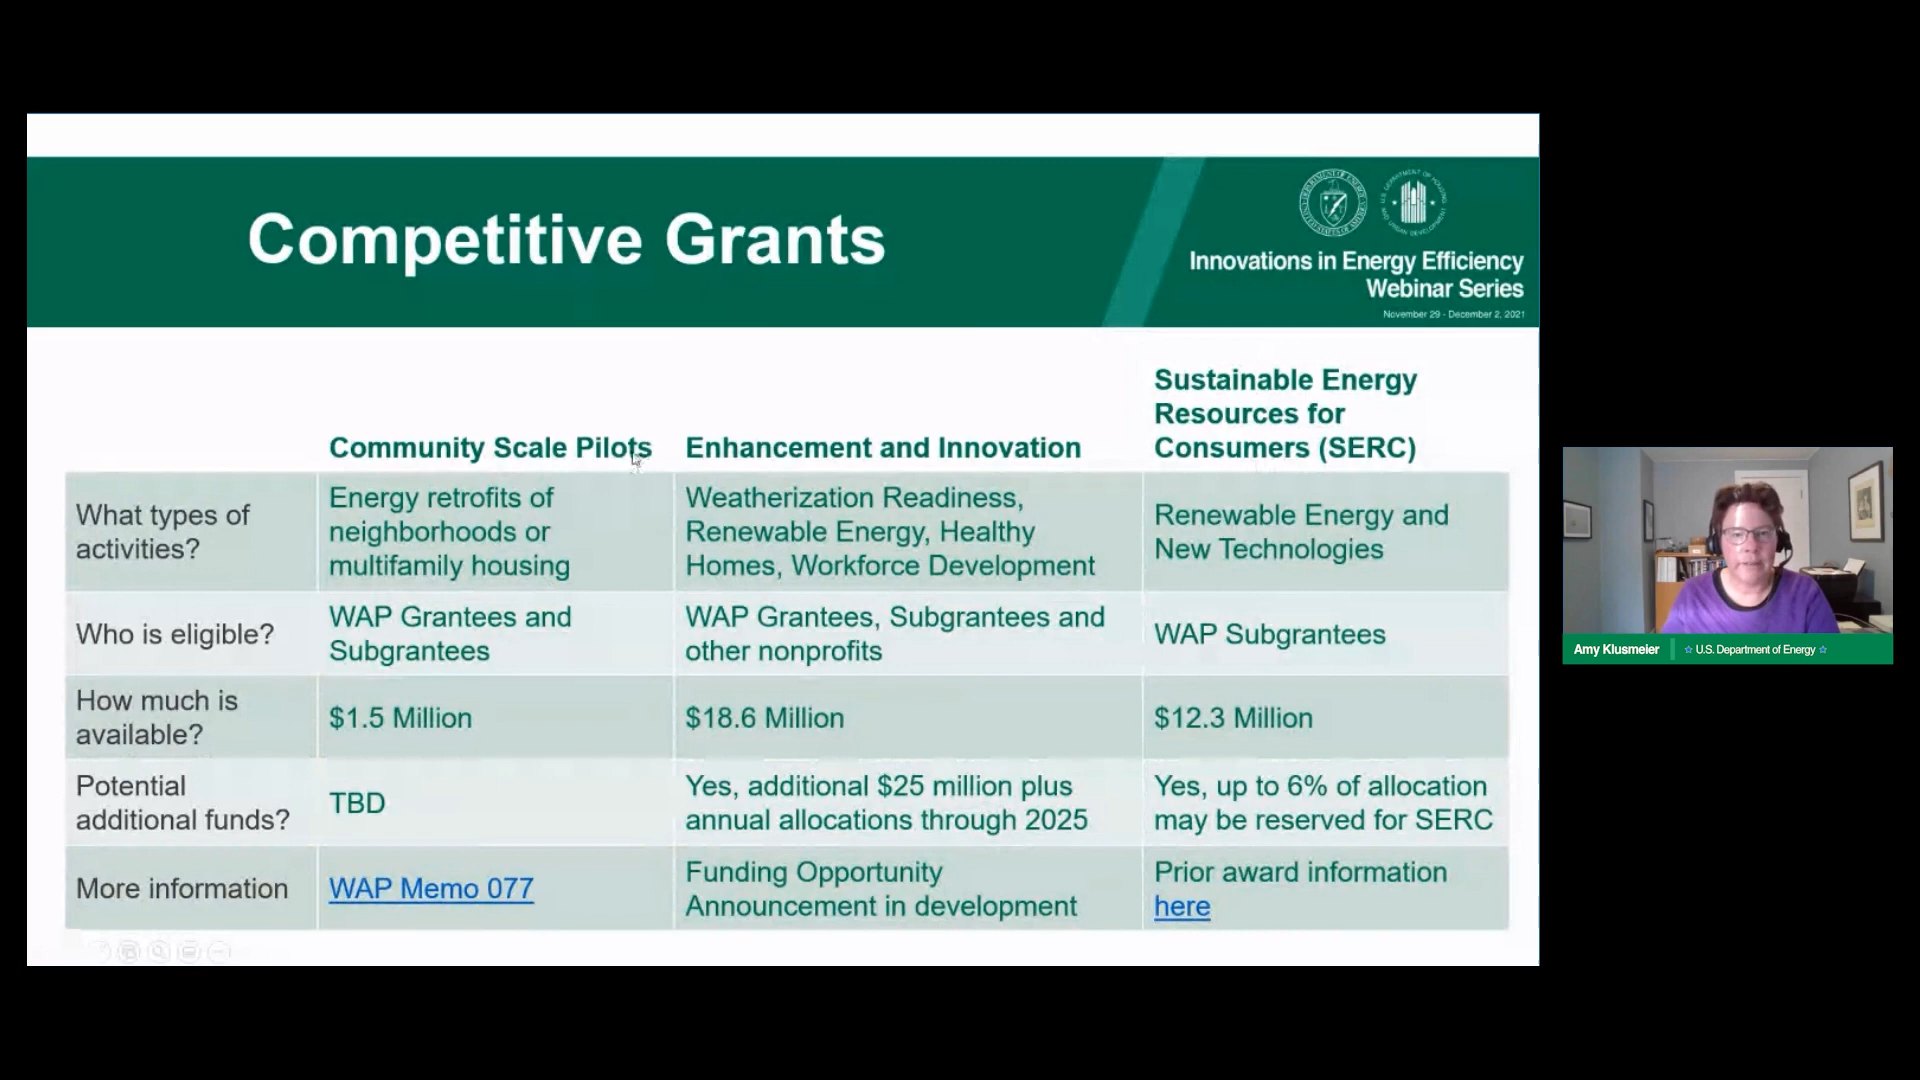 Competitive Grants
Innovations in Energy Efficiency
Webinar Series
November 29 - December 2, 2021
Community Scale Pilots
Enhancement and Innovation
Sustainable Energy
Resources for
Consumers (SERC)
What types of
activities?
Energy retrofits of
neighborhoods or
multifamily housing
Weatherization Readiness,
Renewable Energy, Healthy
Homes, Workforce Development
Renewable Energy and
New Technologies
Who is eligible?
WAP Grantees and
Subgrantees
WAP Grantees, Subgrantees and
other nonprofits
WAP Subgrantees
How much is
available?
$1.5 Million
$18.6 Million
$12.3 Million
Potential
additional funds?
TBD
Yes, additional $25 million plus
annual allocations through 2025
Yes, up to 6% of allocation
may be reserved for SERC
More information
WAP Memo 077
Funding Opportunity
Announcement in development
Prior award information
here
Amy Klusmeier
U.S. Department of Energy